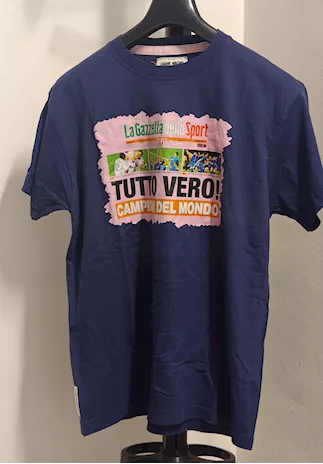 La Gazzetta dello Sport
TUTTO VERO!
CAMPIONI DEL MONDO